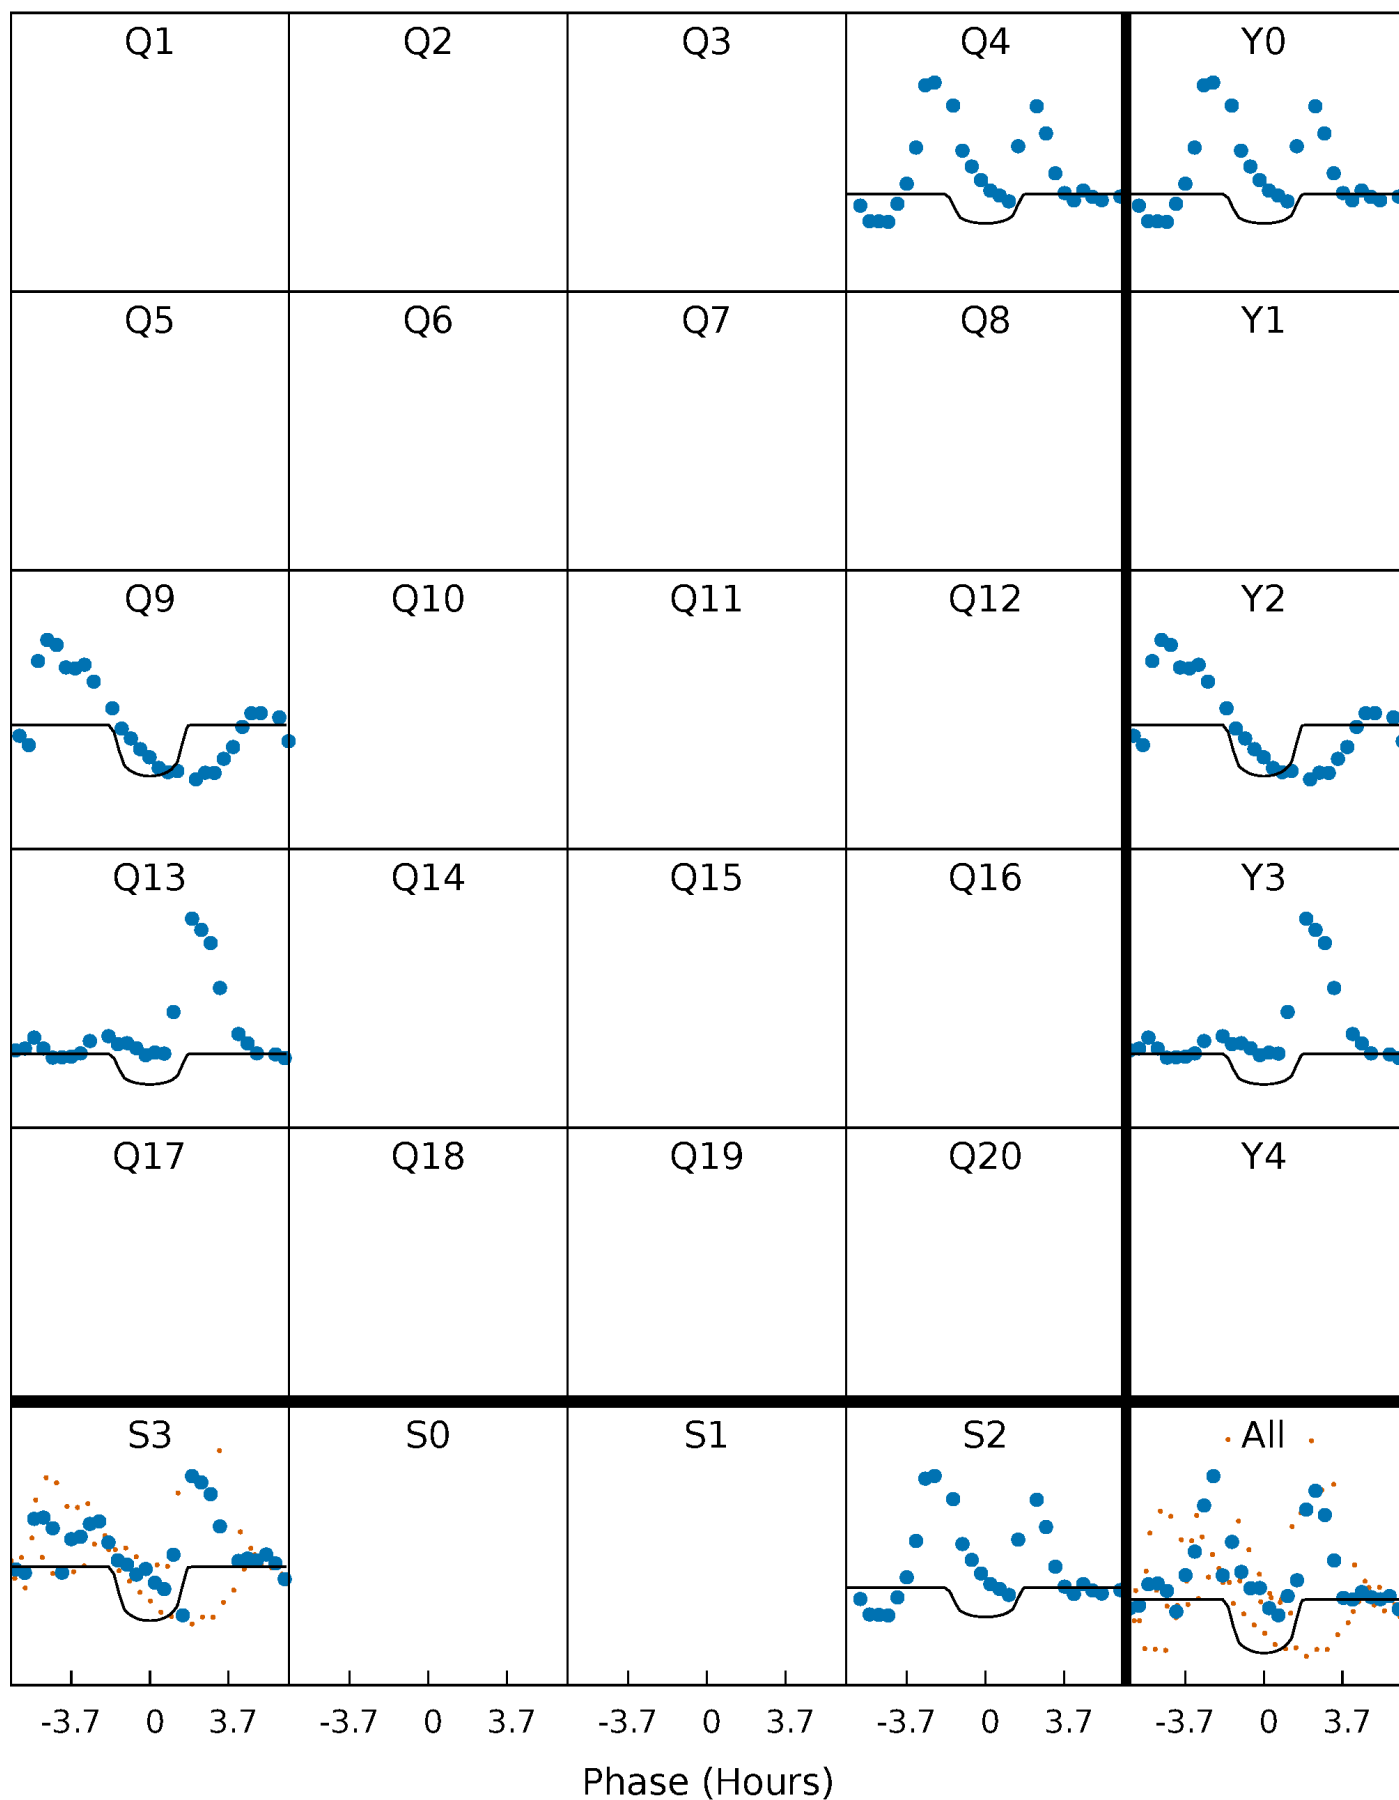 Q1 Q2 Q3 Q4 Y0
Q5 Q6 Q7 Q8 Y1
Q9 Q10 Q11 Q12 Y2
Q13 Q14 Q15 Q16 Y3
Q17 Q18 Q19 Q20 Y4
S3 S0 S1 S2 All
-3.7 0 3.7 -3.7 0 3.7 -3.7 0 3.7 -3.7 0 3.7 -3.7 0 3.7
Phase (Hours)